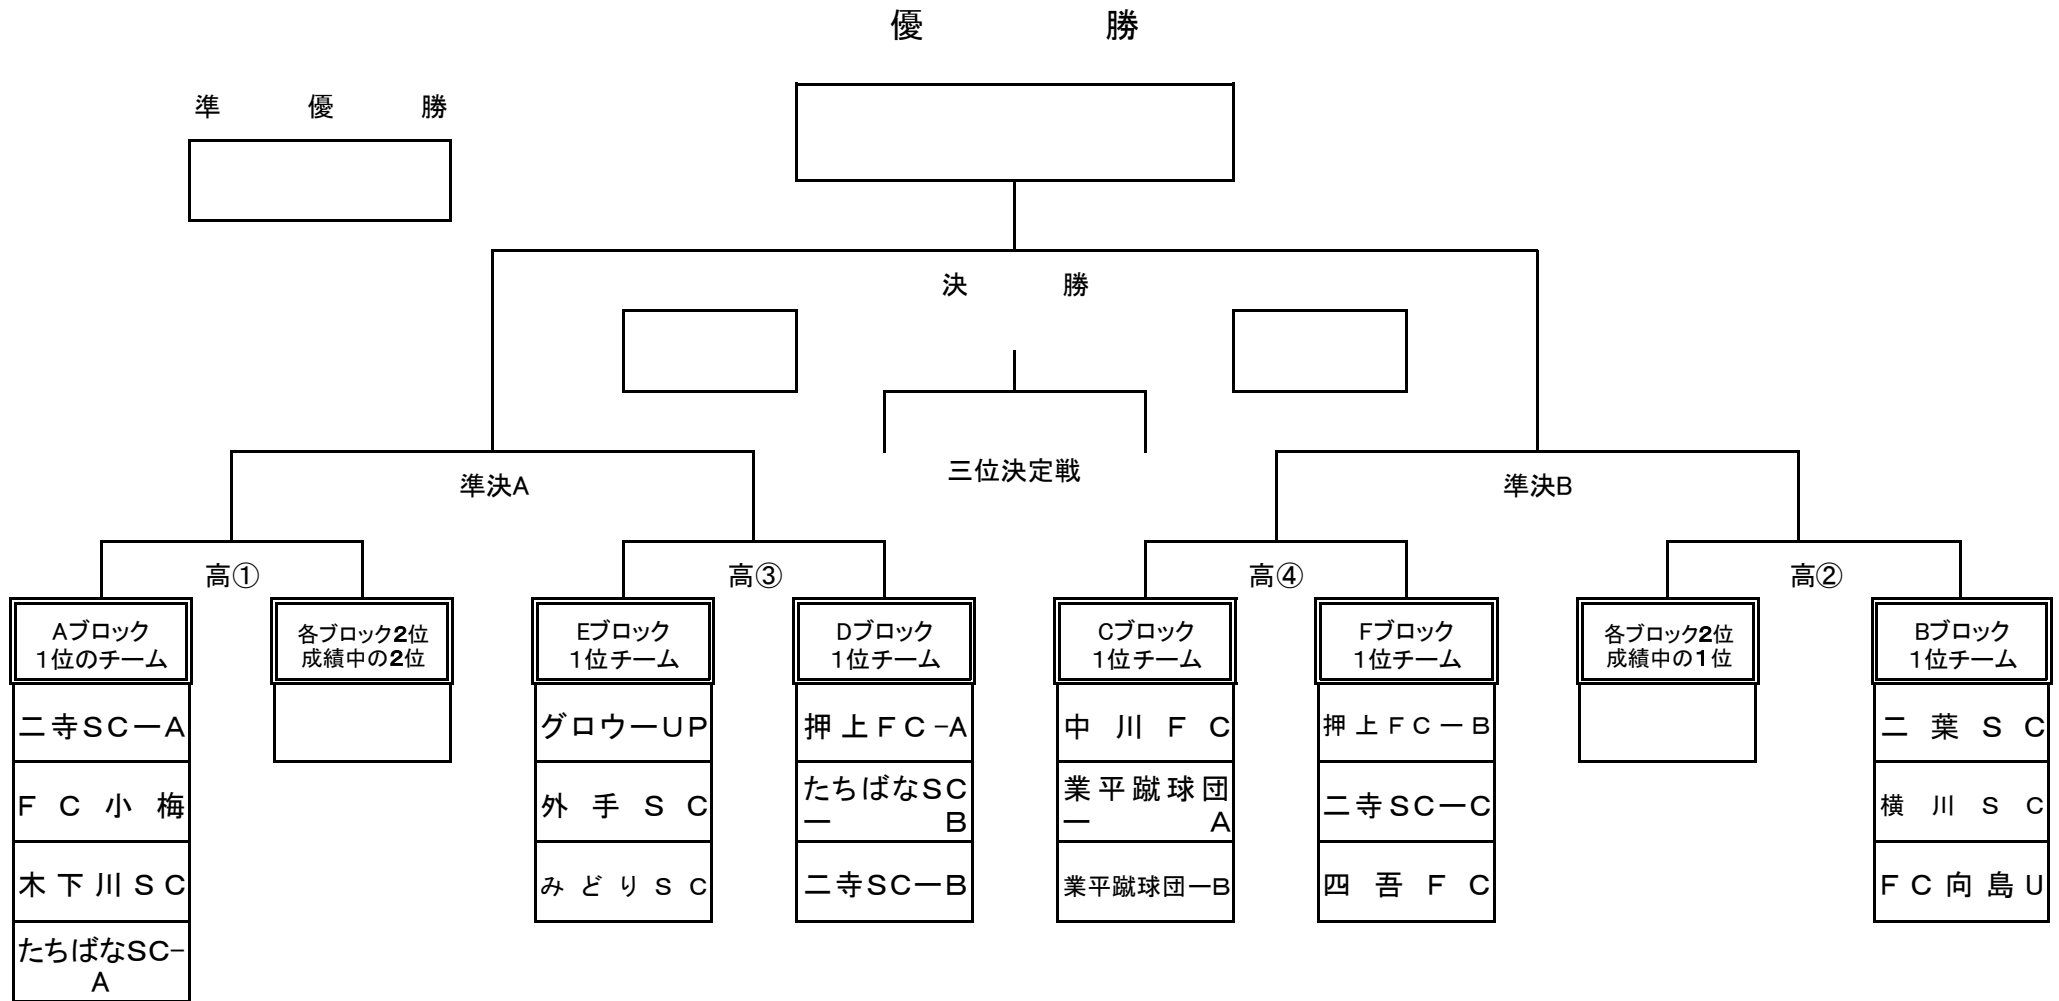 優勝
準優勝
決勝
三位決定戦
準決A
準決B
高①
高③
高④
高②
Aブロック
1位のチーム
各ブロック2位
成績中の2位
Eブロック
1位チーム
Dブロック
1位チーム
Cブロック
1位チーム
Fブロック
1位チーム
各ブロック2位
成績中の1位
Bブロック
1位チーム
二寺SCーA
グロウーUP
押上FC-A
中川FC
押上FCーB
二葉SC
FC小梅
外手SC
たちばなSC
ーB
業平蹴球団
ーA
二寺SCーC
横川SC
木下川SC
みどりSC
二寺SCーB
業平蹴球団ーB
四吾FC
FC向島U
たちばなSC-
A